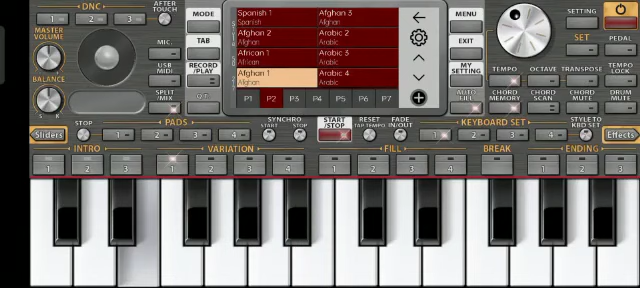 DNC
1 2 3
AFTER TOUCH
MASTER VOLUME
BALANCE
MIC.
USB MIDI
SPLIT/MIX
MODE
TAB
RECORD/PLAY
Spanish 1
Spanish
Afghan 3
Afghan
Afghan 2
Afghan
Arabic 2
Arabic
African 1
African
Arabic 3
Arabic
Afghan 1
Afghan
Arabic 4
Arabic
P1 P2 P3 P4 P5 P6 P7
MENU
EXIT
MY SETTING
AUTO FILL
SETTING
SET
PEDAL
TEMPO OCTAVE TRANSPOSE TEMPO LOCK
CHORD MEMORY CHORD SCAN CHORD MUTE DRUM MUTE
Sliders
STOP
PADS
1 2 3 4
SYNCHRO
START STOP
START/STOP
RESET
TAP TEMPO
FADE IN/OUT
KEYBOARD SET
1 2 3 4
STYLE TO KBD SET
Effects
INTRO
1 2 3
VARIATION
1 2 3 4
FILL
1 2 3 4
BREAK
ENDING
1 2 3